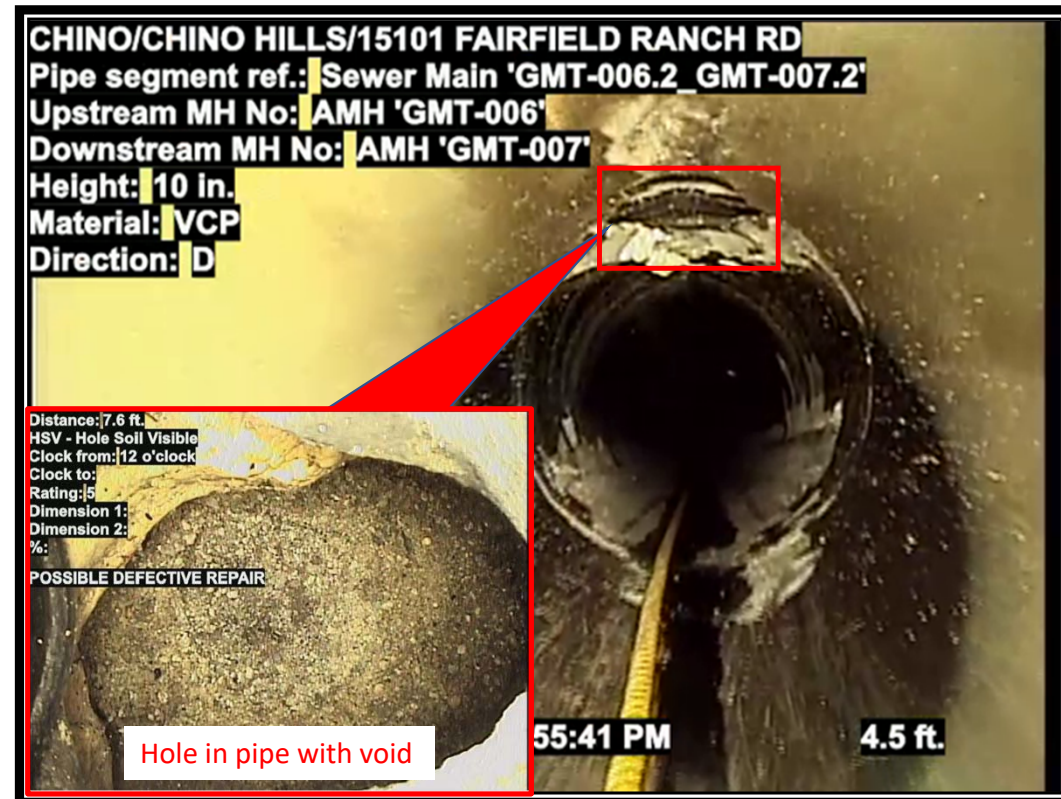 CHINO/CHINO HILLS/15101 FAIRFIELD RANCH RD
Pipe segment ref.: Sewer Main 'GMT-006.2_GMT-007.2'
Upstream MH No: AMH 'GMT-006'
Downstream MH No: AMH 'GMT-007'
Height: 10 in.
Material: VCP
Direction: D
Distance: 7.6 ft.
HSV - Hole Soil Visible
Clock from: 12 o'clock
Clock to:
Rating: 5
Dimension 1:
Dimension 2:
%:
POSSIBLE DEFECTIVE REPAIR
Hole in pipe with void
55:41 PM
4.5 ft.